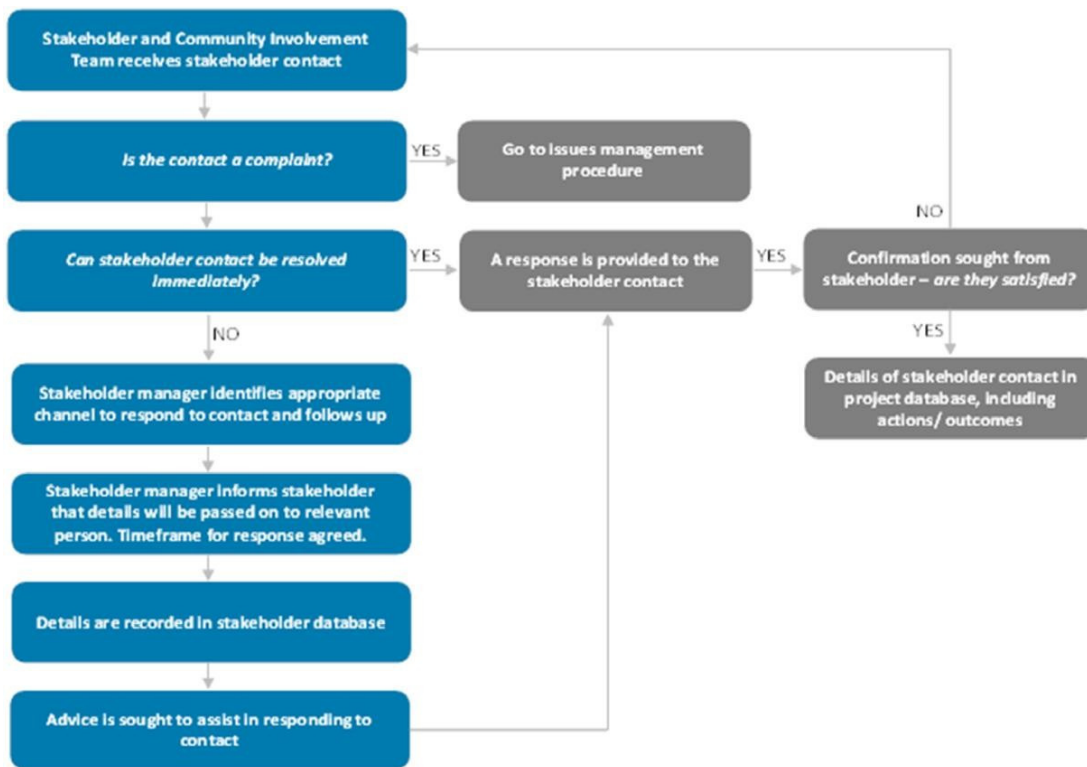 Stakeholder and Community Involvement
Team receives stakeholder contact
Is the contact a complaint?
YES
Go to issues management
procedure
NO
Can stakeholder contact be resolved
immediately?
YES
A response is provided to the
stakeholder contact
YES
Confirmation sought from
stakeholder – are they satisfied?
NO
YES
Stakeholder manager identifies appropriate
channel to respond to contact and follows up
Details of stakeholder contact in
project database, including
actions/ outcomes
Stakeholder manager informs stakeholder
that details will be passed on to relevant
person. Timeframe for response agreed.
Details are recorded in stakeholder database
Advice is sought to assist in responding to
contact